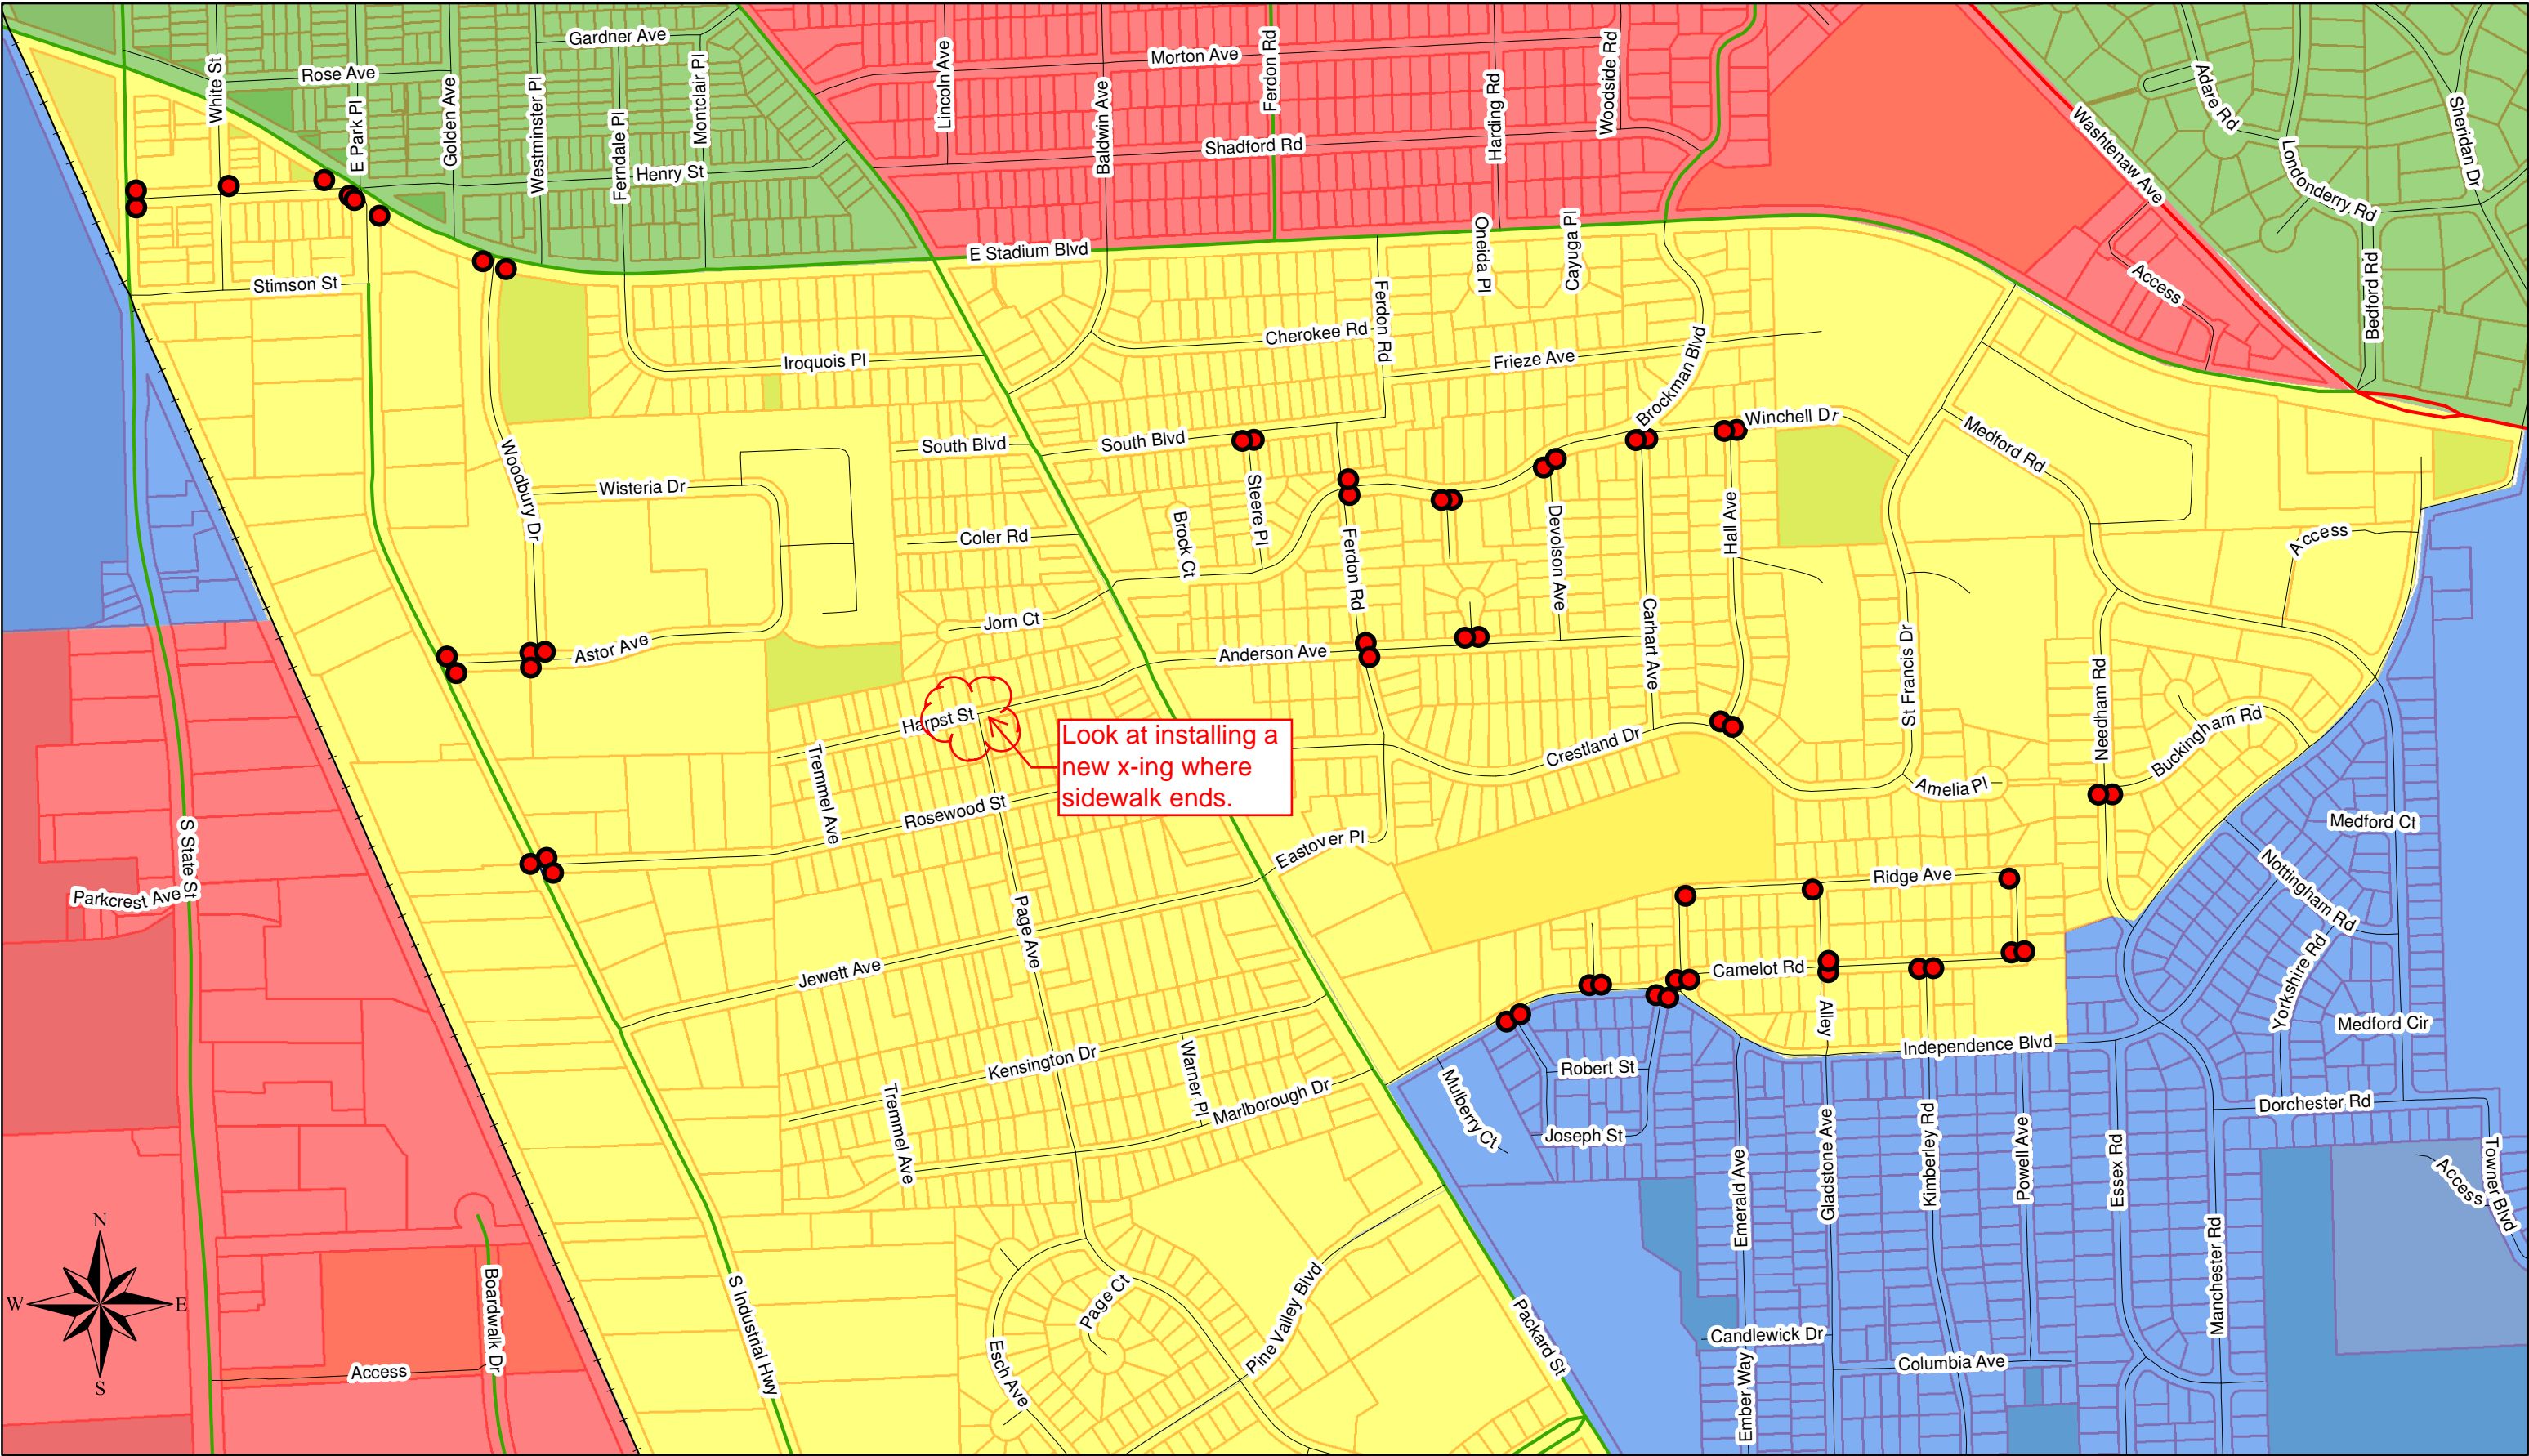 Gardner Ave
Morton Ave
Rose Ave
White St
E Park Pl
Golden Ave
Westminster Pl
Ferndale Pl
Montclair Pl
Henry St
Lincoln Ave
Baldwin Ave
Ferdon Rd
Shadford Rd
Harding Rd
Woodside Rd
Adare Rd
Washtenaw Ave
Londonderry Rd
Sheridan Dr
Bedford Rd
Access
E Stadium Blvd
Oneida Pl
Cayuga Pl
Stimson St
Iroquois Pl
Cherokee Rd
Ferdon Rd
Frieze Ave
Brockman Blvd
Winchell Dr
Medford Rd
South Blvd
South Blvd
Woodbury Dr
Wisteria Dr
Steere Pl
Brock Ct
Coler Rd
Ferdon Rd
Devolson Ave
Hall Ave
Access
Jorn Ct
Astor Ave
Anderson Ave
Carhart Ave
St Francis Dr
Needham Rd
Buckingham Rd
Harpst St
Look at installing a
new x-ing where
sidewalk ends.
Crestland Dr
Amelia Pl
Tremmel Ave
Rosewood St
Eastover Pl
Medford Ct
S State St
Parkcrest Ave
Ridge Ave
Nottingham Rd
Page Ave
Jewett Ave
Camelot Rd
Alley
Yorkshire Rd
Medford Cir
Independence Blvd
Kensington Dr
Warner Pl
Marlborough Dr
Tremmel Ave
Robert St
Mulberry Ct
Joseph St
Dorchester Rd
Emerald Ave
Gladstone Ave
Kimberley Rd
Powell Ave
Essex Rd
Manchester Rd
Access
Towner Blvd
N
W
E
S
Boardwalk Dr
Access
S Industrial Hwy
Page Ct
Esch Ave
Pine Valley Blvd
Packard St
Candlewick Dr
Columbia Ave
Ember Way